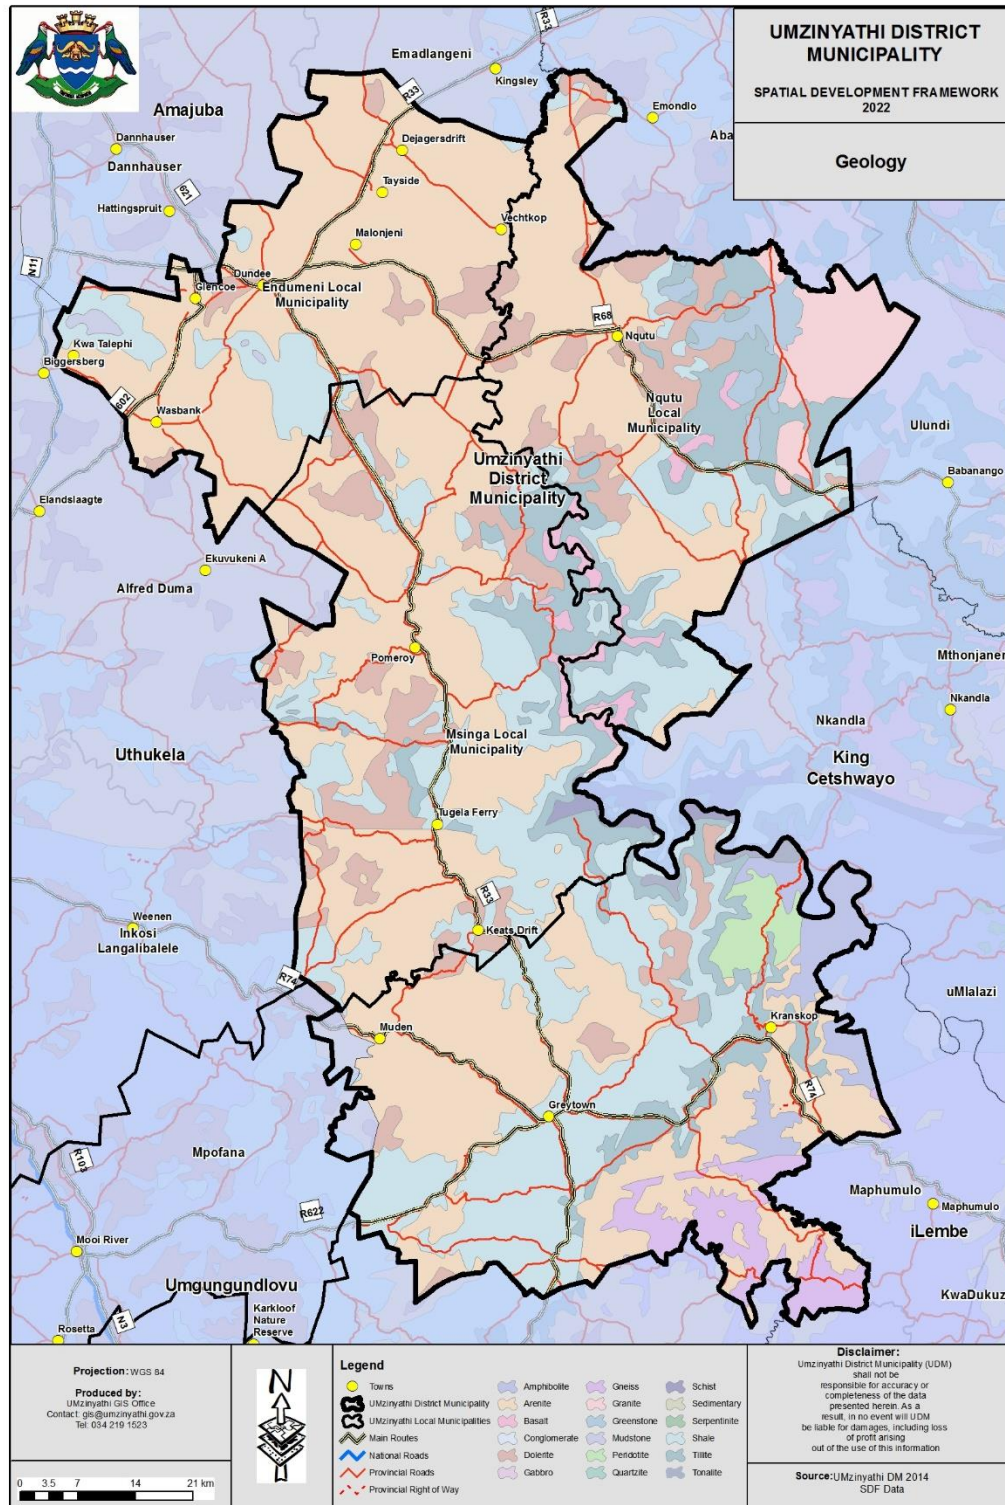 UMZINYATHI DISTRICT
MUNICIPALITY
SPATIAL DEVELOPMENT FRAMEWORK
2022
Geology
R33
Emadlangeni
Kingsley
Amajuba
R33
Emondlo
Aba
Dannhauser
Dannhauser
Dejagersdrift
621
Tayside
Hattingspruit
Vechtkop
Malonjeni
N11
Dundee
Glencoe
Endumeni Local
Municipality
R68
Nqutu
Kwa Talephi
Biggersberg
602
Wasbank
Nqutu
Local
Municipality
Ulundi
Umzinyathi
District
Municipality
Babanango
Elandslaagte
Ekuvukeni A
Alfred Duma
Pomeroy
Mthonjaner
Nkandla
Nkandla
Msinga Local
Municipality
Uthukela
King
Cetshwayo
Tugela Ferry
R33
Weenen
Inkosi
Langalibalele
Keats Drift
R74
uMlalazi
Muden
Kranskop
R74
Greytown
R103
Mpofana
Maphumulo
Maphumulo
R622
iLembe
Mooi River
Umgungundlovu
KwaDukuz
Karkloof
Nature
Reserve
Rosetta
N3
Projection: WGS 84
Produced by:
UMzinyathi GIS Office
Contact: gis@umzinyathi.gov.za
Tel: 034 219 1523
0 3.5 7 14 21 km
N
Legend
Towns
UMzinyathi District Municipality
UMzinyathi Local Municipalities
Main Routes
National Roads
Provincial Roads
Provincial Right of Way
Amphibolite
Arenite
Basalt
Conglomerate
Dolerite
Gabbro
Gneiss
Granite
Greenstone
Mudstone
Peridotite
Quartzite
Schist
Sedimentary
Serpentinite
Shale
Tillite
Tonalite
Disclaimer:
Umzinyathi District Municipality (UDM)
shall not be
responsible for accuracy or
completeness of the data
presented herein. As a
result, in no event will UDM
be liable for damages, including loss
of profit arising
out of the use of this information
Source:UMzinyathi DM 2014
SDF Data